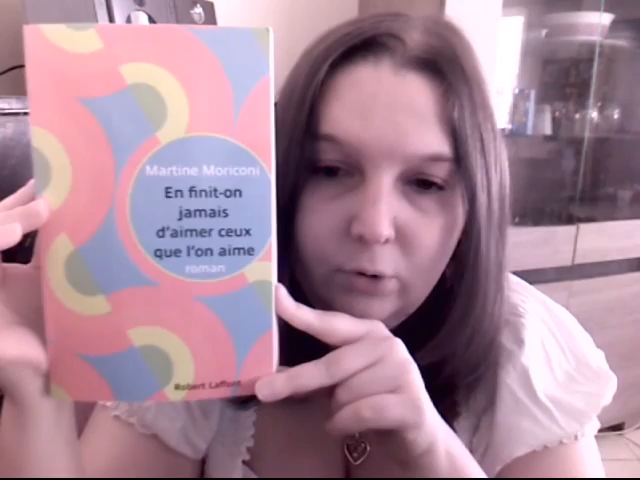 Martine Moriconi
En finit-on
jamais
d'aimer ceux
que l'on aime
roman
Robert Laffont